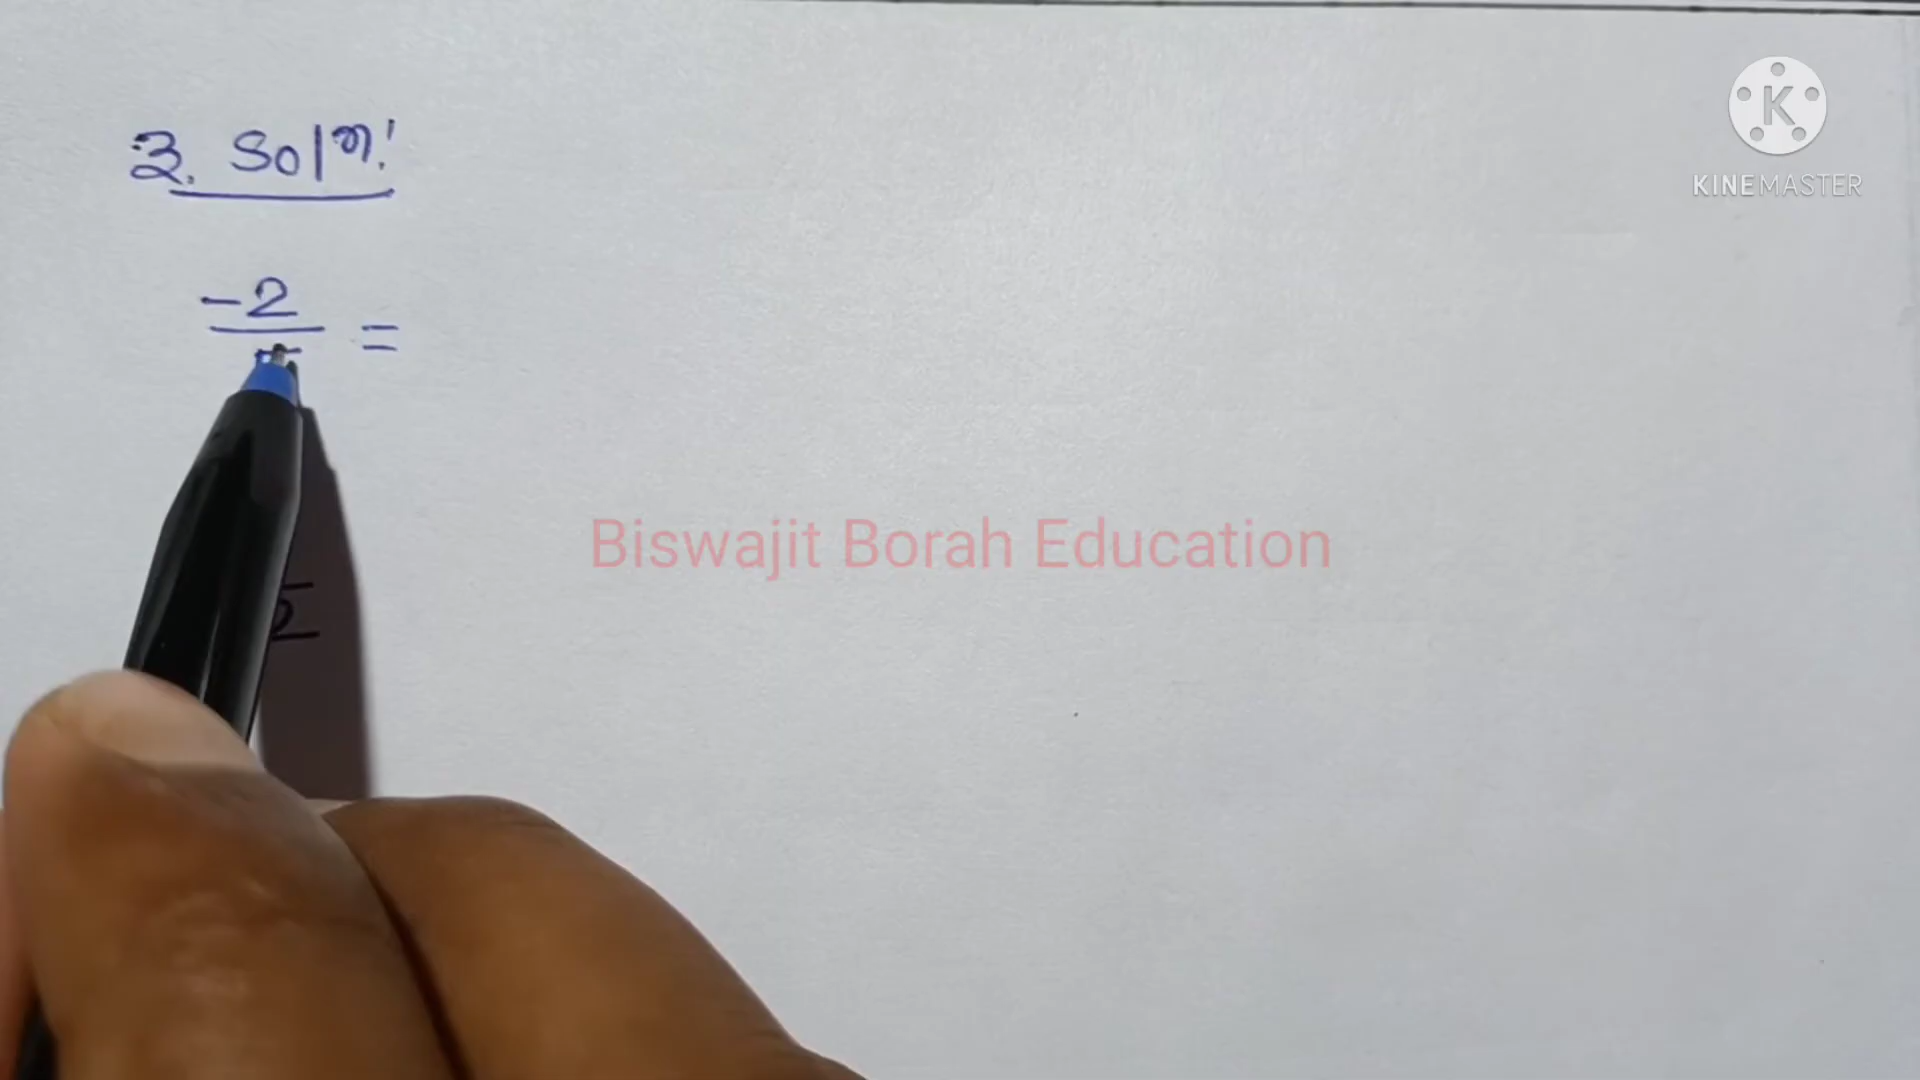 3. Solⁿ:
KINEMASTER
-2
=
Biswajit Borah Education